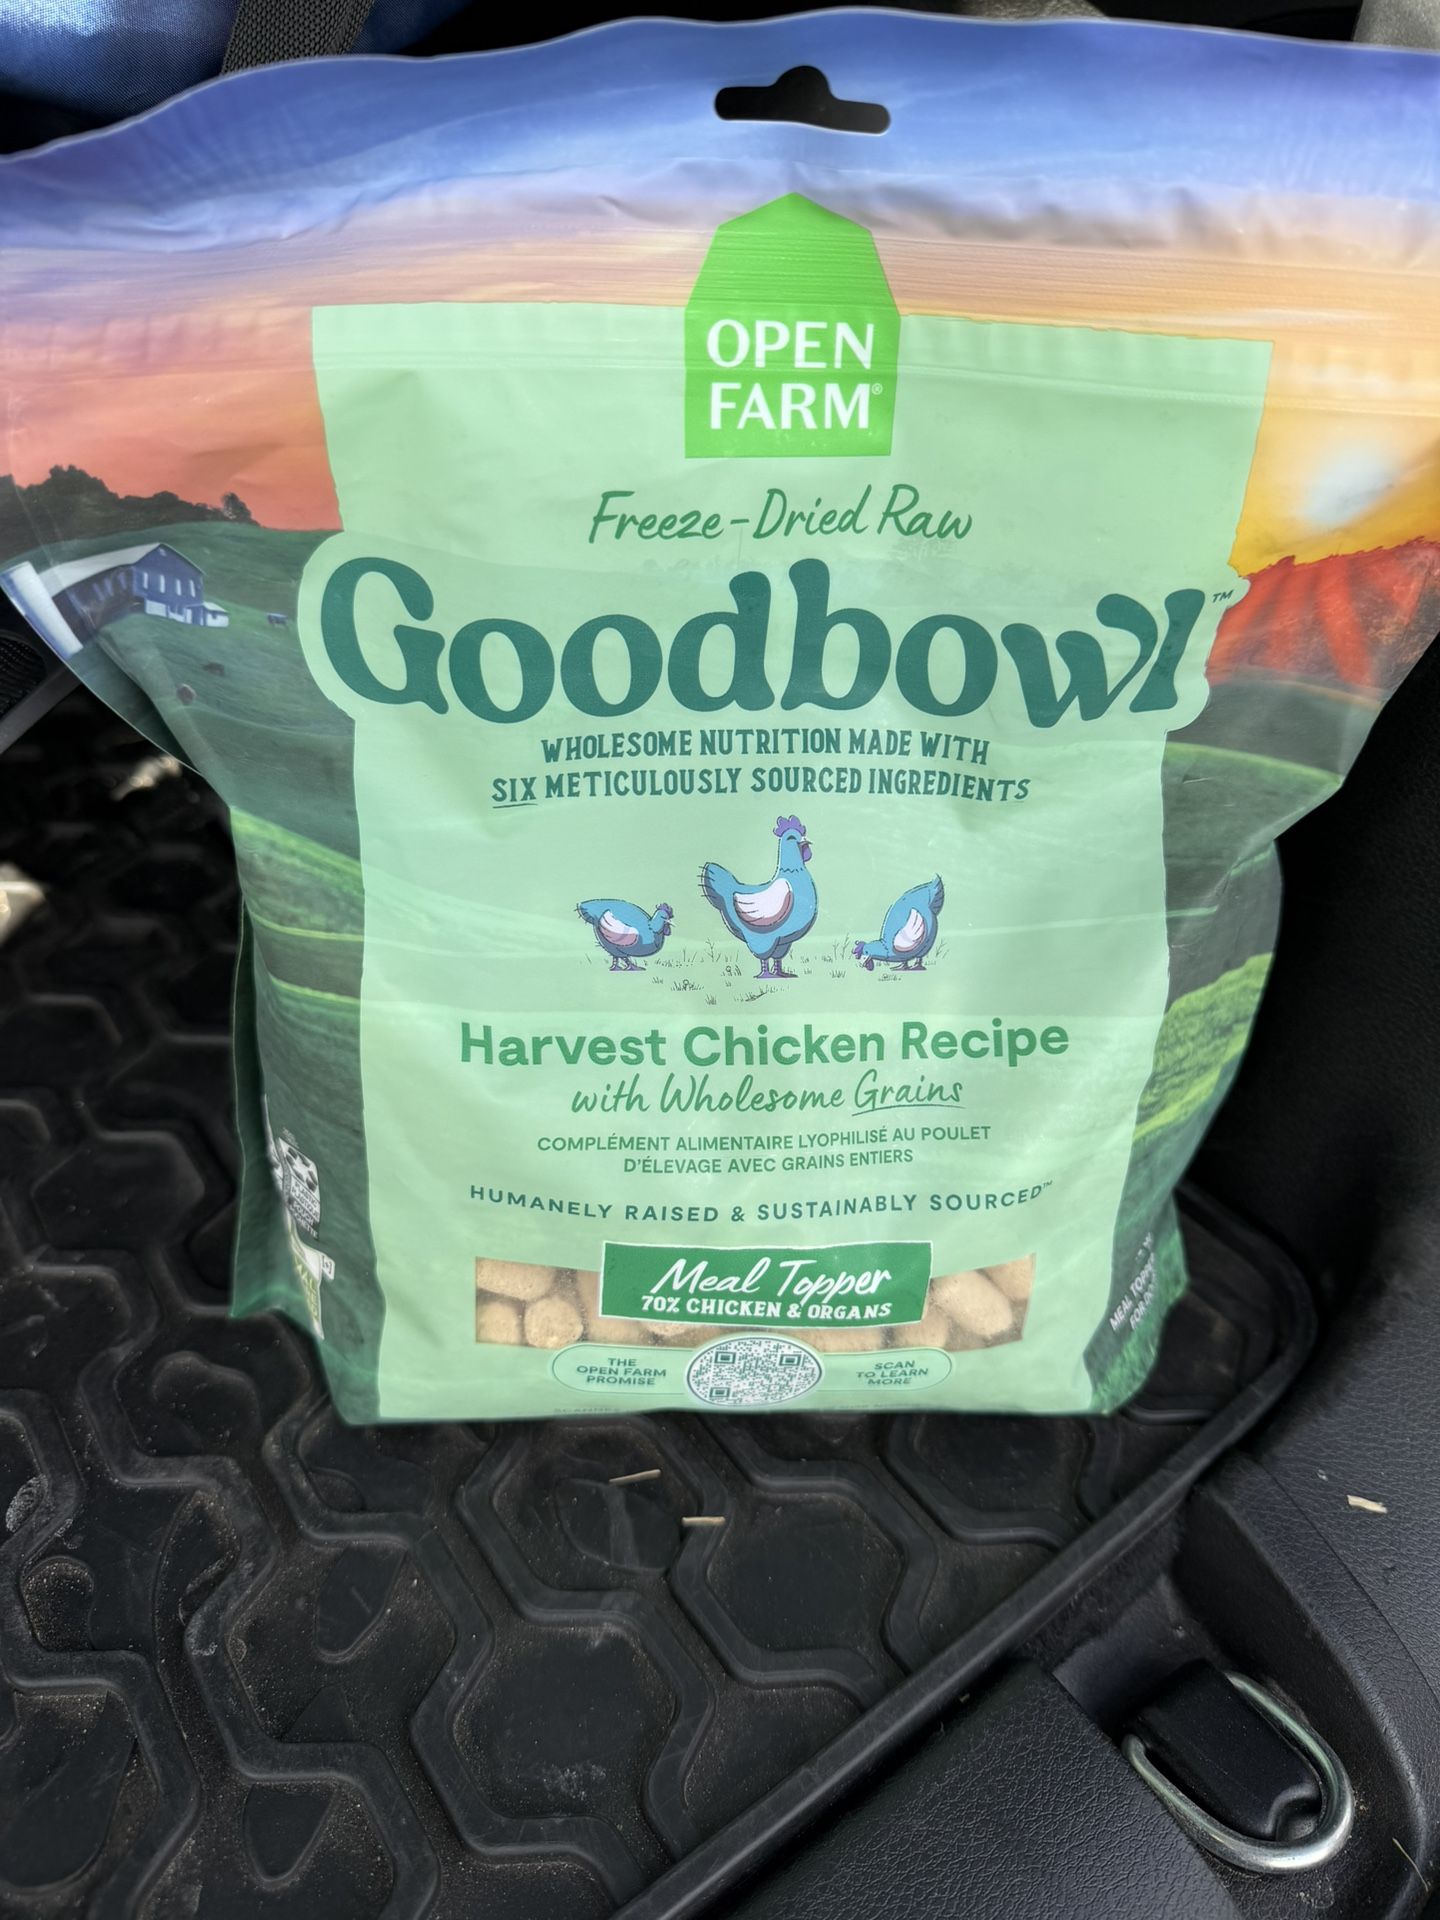 OPEN
FARM®
Freeze-Dried Raw
Goodbowl™
WHOLESOME NUTRITION MADE WITH
SIX METICULOUSLY SOURCED INGREDIENTS
Harvest Chicken Recipe
with Wholesome Grains
COMPLÉMENT ALIMENTAIRE LYOPHILISÉ AU POULET
D'ÉLEVAGE AVEC GRAINS ENTIERS
HUMANELY RAISED & SUSTAINABLY SOURCED™
Meal Topper
70% CHICKEN & ORGANS
THE
OPEN FARM
PROMISE
SCAN
TO LEARN
MORE
MEAL TOPPER